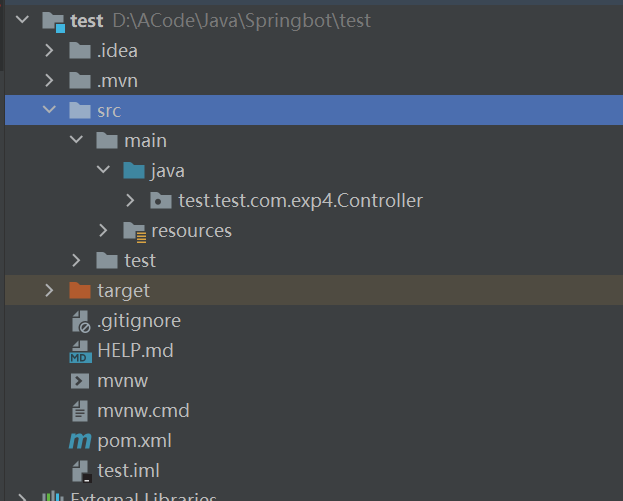 test D:\ACode\Java\Springbot\test
.idea
.mvn
src
main
java
test.test.com.exp4.Controller
resources
test
target
.gitignore
HELP.md
mvnw
mvnw.cmd
pom.xml
test.iml
External Libraries